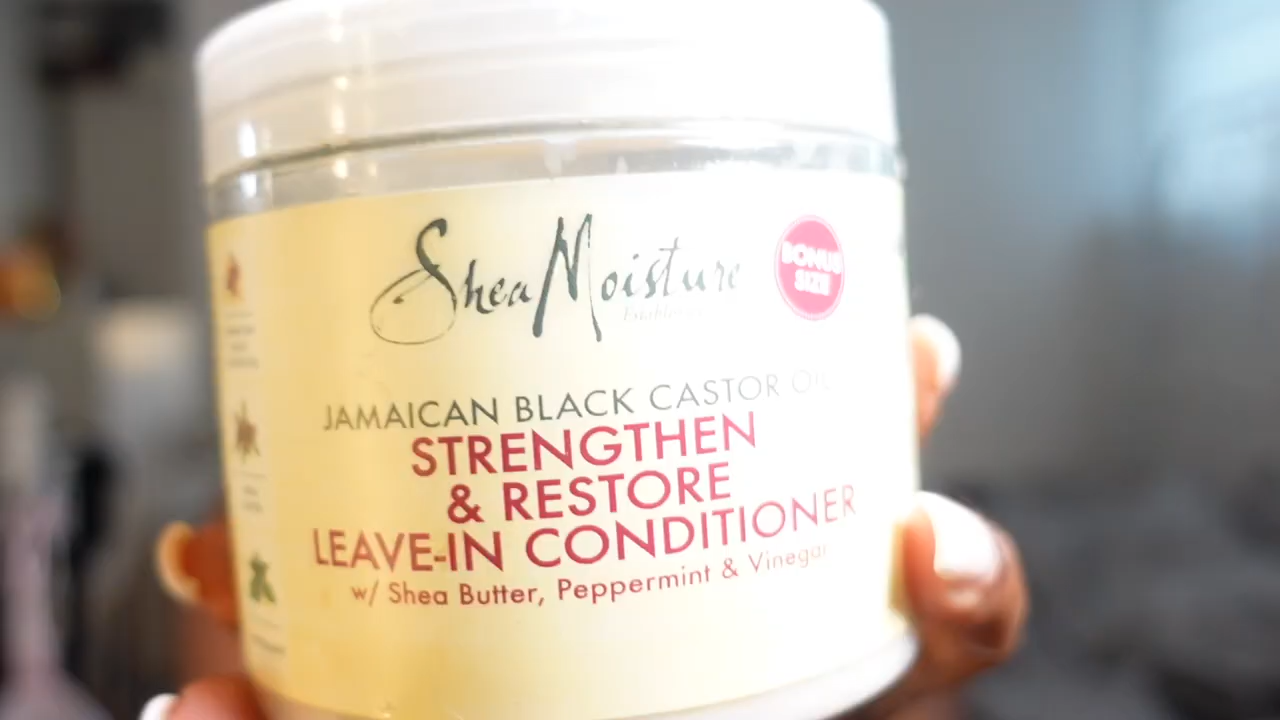 SheaMoisture
BONUS
SIZE
JAMAICAN BLACK CASTOR OIL
STRENGTHEN
& RESTORE
LEAVE-IN CONDITIONER
w/ Shea Butter, Peppermint & Vinegar